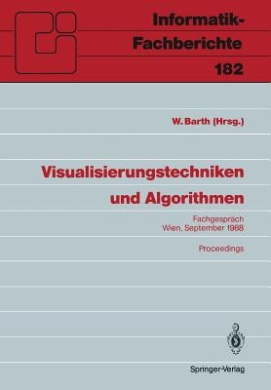 Informatik-
Fachberichte
182
W. Barth (Hrsg.)
Visualisierungstechniken
und Algorithmen
Fachgespräch
Wien, September 1988
Proceedings
Springer-Verlag